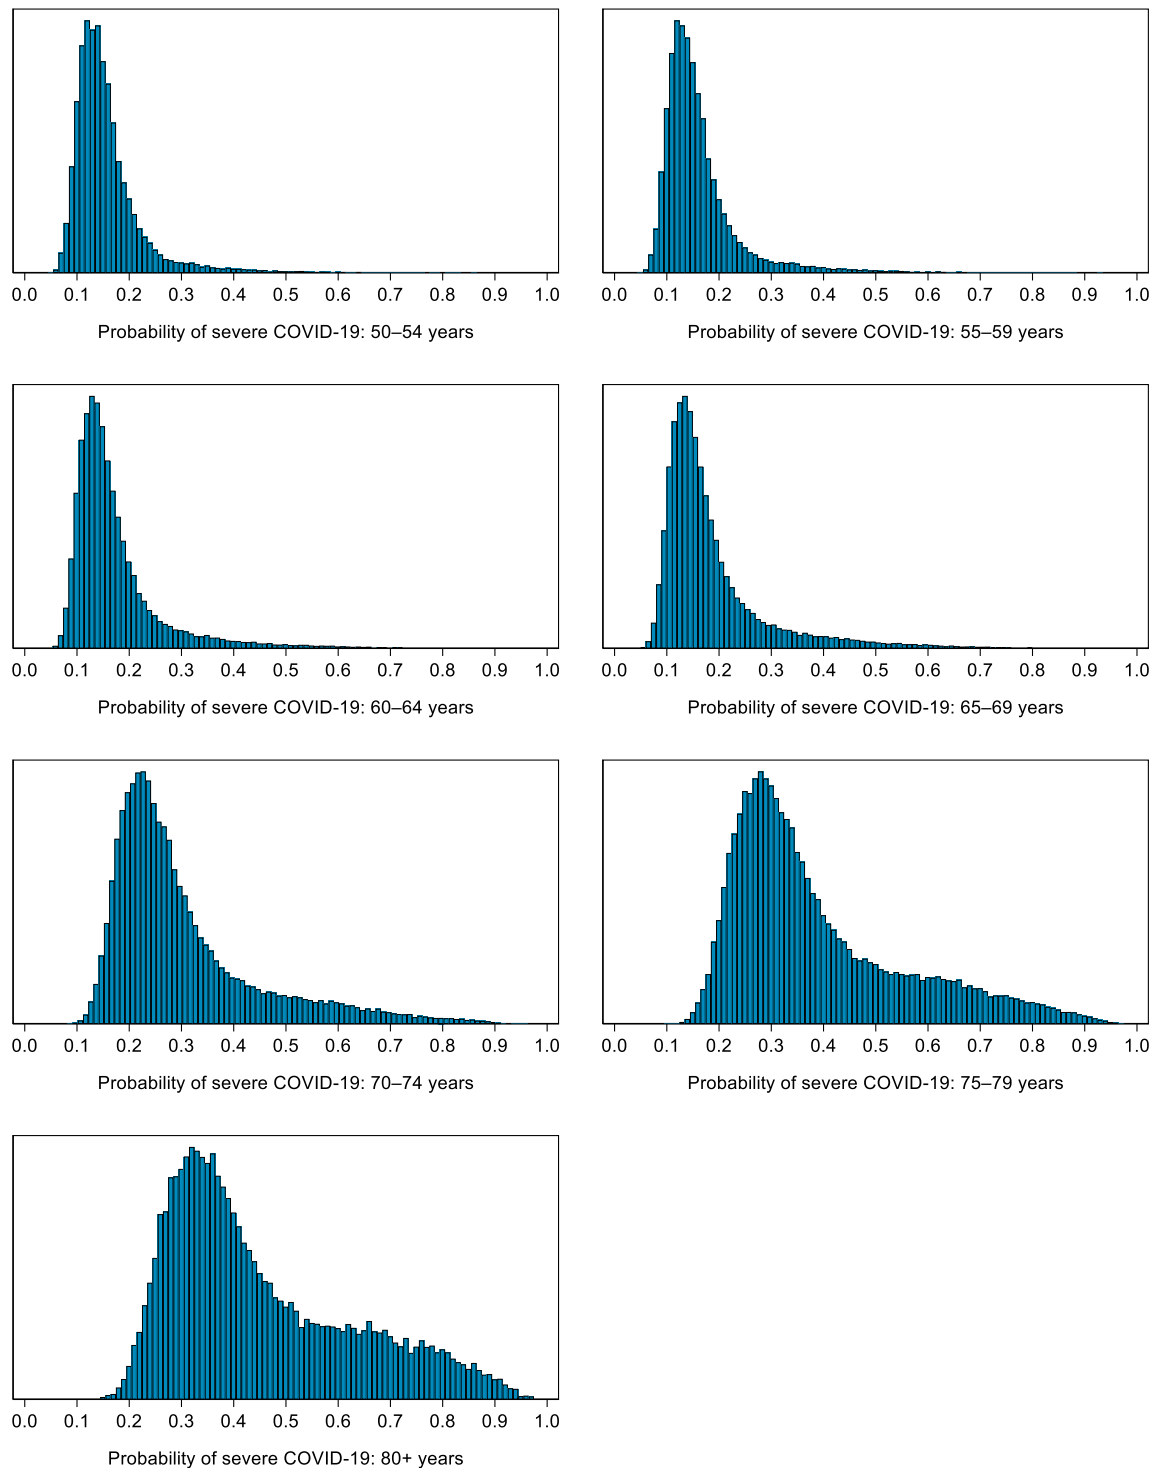 0.0 0.1 0.2 0.3 0.4 0.5 0.6 0.7 0.8 0.9 1.0
Probability of severe COVID-19: 50–54 years
0.0 0.1 0.2 0.3 0.4 0.5 0.6 0.7 0.8 0.9 1.0
Probability of severe COVID-19: 55–59 years
0.0 0.1 0.2 0.3 0.4 0.5 0.6 0.7 0.8 0.9 1.0
Probability of severe COVID-19: 60–64 years
0.0 0.1 0.2 0.3 0.4 0.5 0.6 0.7 0.8 0.9 1.0
Probability of severe COVID-19: 65–69 years
0.0 0.1 0.2 0.3 0.4 0.5 0.6 0.7 0.8 0.9 1.0
Probability of severe COVID-19: 70–74 years
0.0 0.1 0.2 0.3 0.4 0.5 0.6 0.7 0.8 0.9 1.0
Probability of severe COVID-19: 75–79 years
0.0 0.1 0.2 0.3 0.4 0.5 0.6 0.7 0.8 0.9 1.0
Probability of severe COVID-19: 80+ years